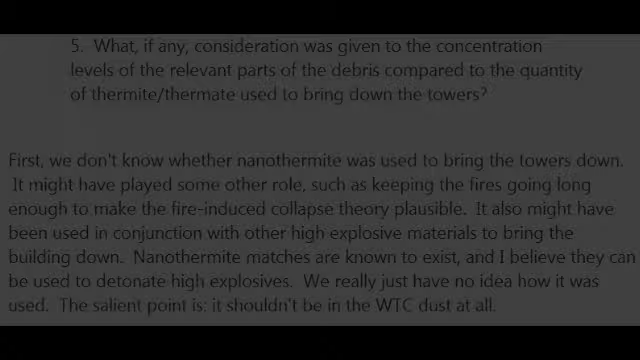 5. What, if any, consideration was given to the concentration
levels of the relevant parts of the debris compared to the quantity
of thermite/thermate used to bring down the towers?
First, we don't know whether nanothermite was used to bring the towers down.
It might have played some other role, such as keeping the fires going long
enough to make the fire-induced collapse theory plausible. It also might have
been used in conjunction with other high explosive materials to bring the
building down. Nanothermite matches are known to exist, and I believe they can
be used to detonate high explosives. We really just have no idea how it was
used. The salient point is: it shouldn't be in the WTC dust at all.